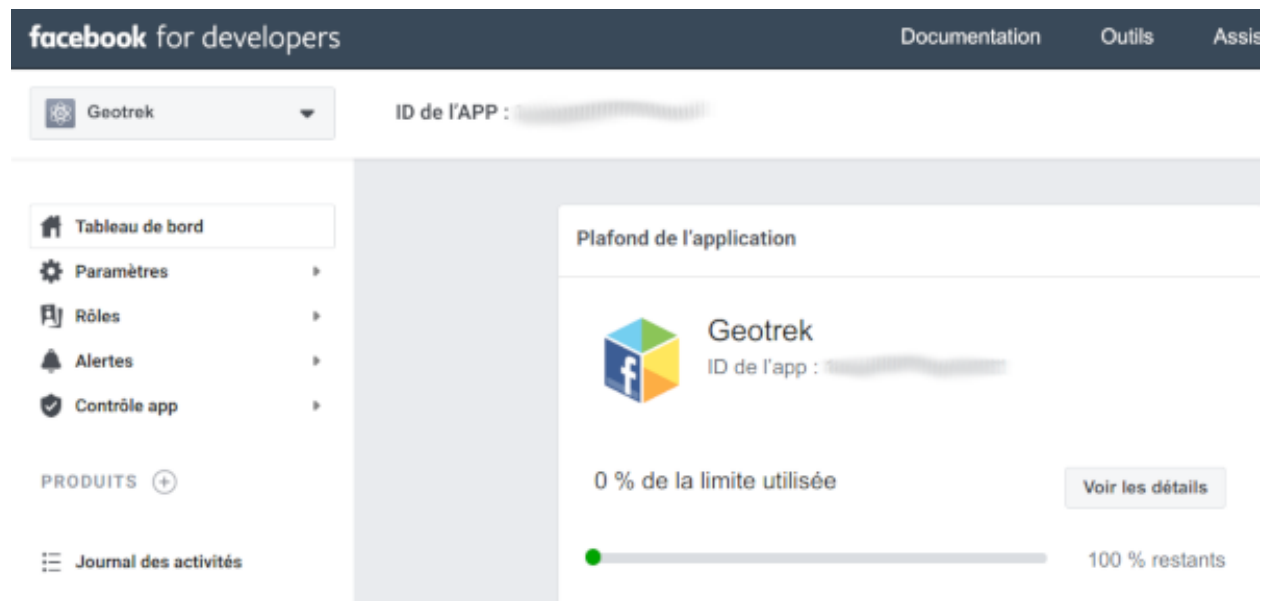 facebook for developers
Documentation
Outils
Geotrek
ID de l'APP :
Tableau de bord
Paramètres
Rôles
Alertes
Contrôle app
PRODUITS
Journal des activités
Plafond de l'application
Geotrek
ID de l'app :
0 % de la limite utilisée
Voir les détails
100 % restants